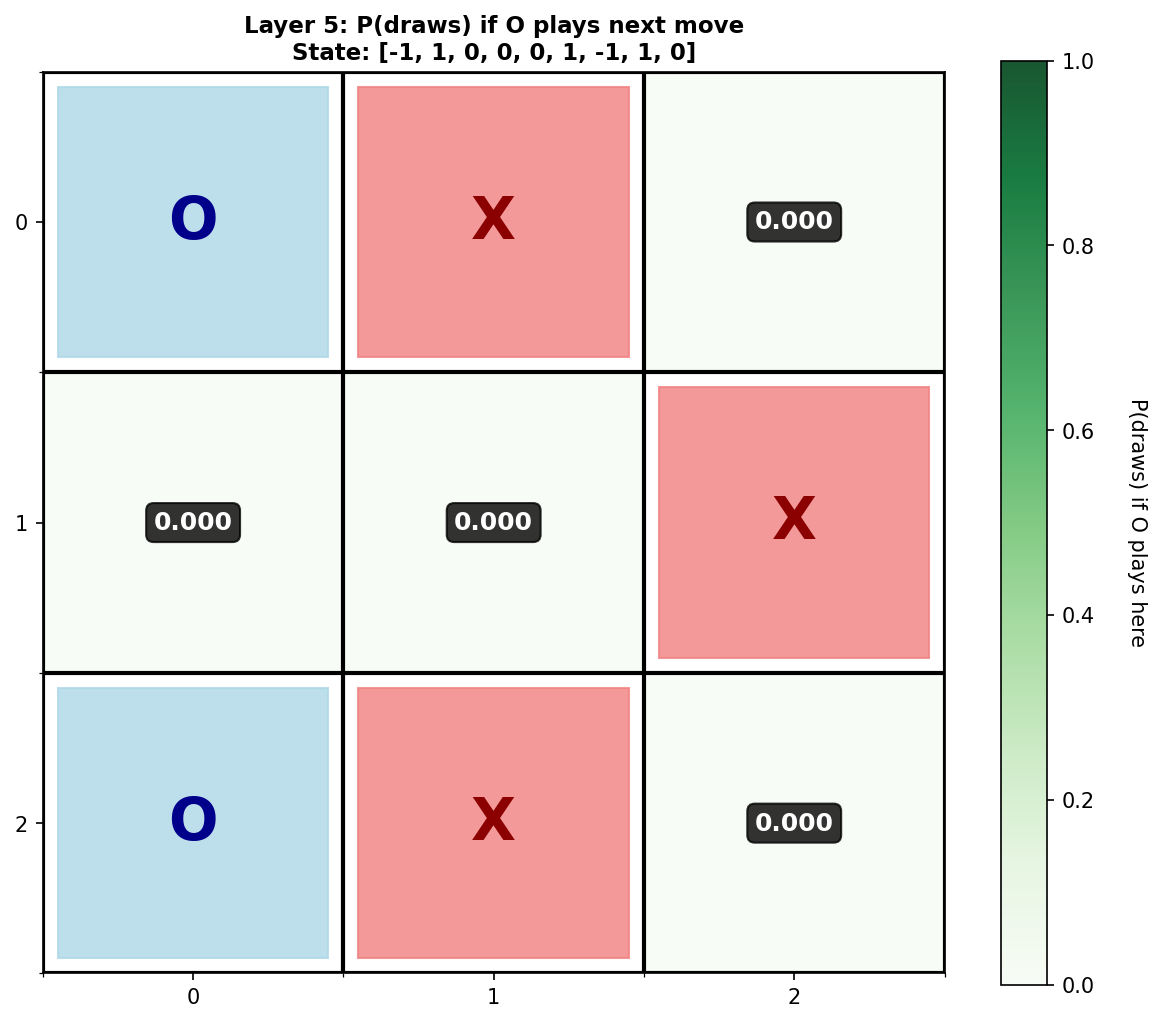 Layer 5: P(draws) if O plays next move
State: [-1, 1, 0, 0, 0, 1, -1, 1, 0]
O
X
0.000
0.000
0.000
X
O
X
0.000
0
1
2
0
1
2
1.0
0.8
0.6
0.4
0.2
0.0
P(draws) if O plays here